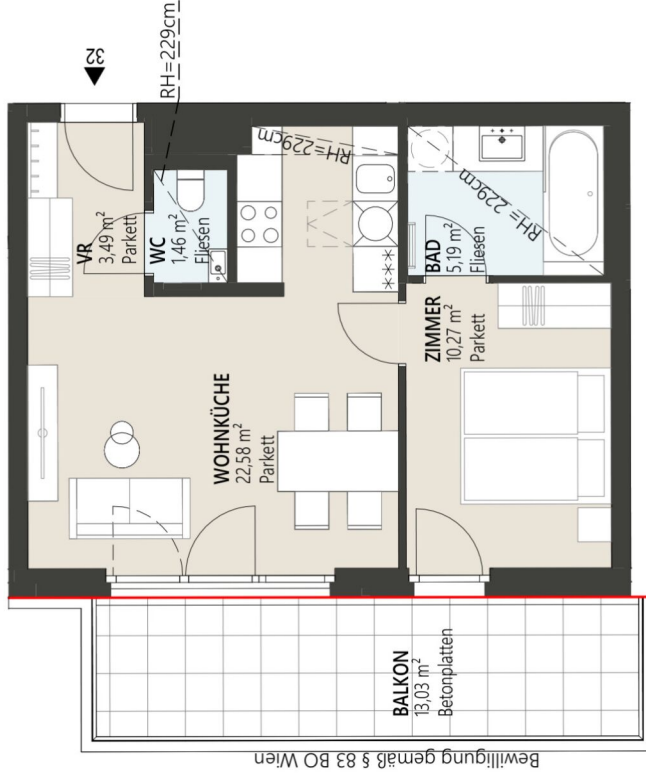 32
RH=229cm
VR
3,49 m²
Parkett
WC
1,46 m²
Fliesen
RH=229cm
BAD
5,19 m²
Fliesen
RH= 229cm
ZIMMER
10,27 m²
Parkett
WOHNKÜCHE
22,58 m²
Parkett
BALKON
13,03 m²
Betonplatten
Bewilligung gemäß § 83 BO Wien